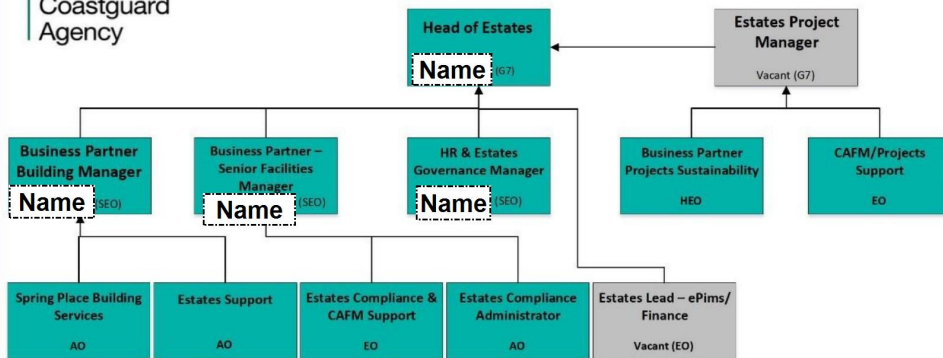 Coastguard
Agency
Head of Estates
Name (G7)
Estates Project
Manager
Vacant (G7)
Business Partner
Building Manager
Name (SEO)
Business Partner –
Senior Facilities
Manager
Name (SEO)
HR & Estates
Governance Manager
Name (SEO)
Business Partner
Projects Sustainability
HEO
CAFM/Projects
Support
EO
Spring Place Building
Services
AO
Estates Support
AO
Estates Compliance &
CAFM Support
EO
Estates Compliance
Administrator
AO
Estates Lead – ePims/
Finance
Vacant (EO)